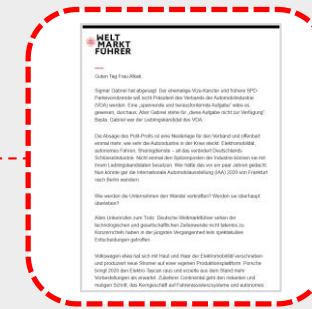 WELT
MARKT
FÜHRER
Guten Tag Frau Albat
Sigmar Gabriel hat abgesagt. Der ehemalige Vize-Kanzler und frühere SPD-
Parteivorsitzende will nicht Präsident des Verbands der Automobilindustrie
(VDA) werden. Eine „spannende und herausfordernde Aufgabe" wäre es
gewesen, durchaus. Aber Gabriel stehe für „diese Aufgabe nicht zur Verfügung".
Basta. Gabriel war der Lieblingskandidat des VDA.
Die Absage des Polit-Profis ist eine Niederlage für den Verband und offenbart
einmal mehr, wie sehr die Autoindustrie in der Krise steckt. Elektromobilität,
autonomes Fahren, Sharingdienste – all das verändert Deutschlands
Schlüsselindustrie. Nicht einmal den Spitzenposten der Industrie können sie mit
ihrem Lieblingskandidaten besetzen. Wer hätte das vor ein paar Jahren gedacht.
Nun könnte gar die Internationale Automobilausstellung (IAA) 2020 von Frankfurt
nach Berlin wandern.
Wie werden die Unternehmen den Wandel verkraften? Werden sie überhaupt
überleben?
Allen Unkenrufen zum Trotz: Deutsche Weltmarktführer sehen der
technologischen und gesellschaftlichen Zeitenwende nicht tatenlos zu.
Konzernchefs haben in der jüngsten Vergangenheit teils spektakuläre
Entscheidungen getroffen.
Volkswagen etwa hat sich mit Haut und Haar der Elektromobilität verschrieben
und produziert neue Stromer auf einer eigenen Produktionsplattform. Porsche
bringt 2020 den Elektro-Taycan raus und erzielte aus dem Stand mehr
Vorbestellungen als erwartet. Zulieferer Continental geht den riskanten und
mutigen Schritt, das Kerngeschäft auf Fahrerassistenzsysteme und autonomes